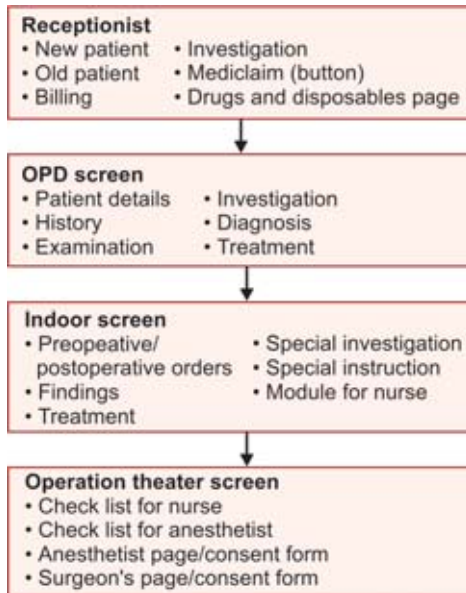 Receptionist
• New patient
• Old patient
• Billing
• Investigation
• Mediclaim (button)
• Drugs and disposables page
OPD screen
• Patient details
• History
• Examination
• Investigation
• Diagnosis
• Treatment
Indoor screen
• Preopeative/
postoperative orders
• Findings
• Treatment
• Special investigation
• Special instruction
• Module for nurse
Operation theater screen
• Check list for nurse
• Check list for anesthetist
• Anesthetist page/consent form
• Surgeon's page/consent form